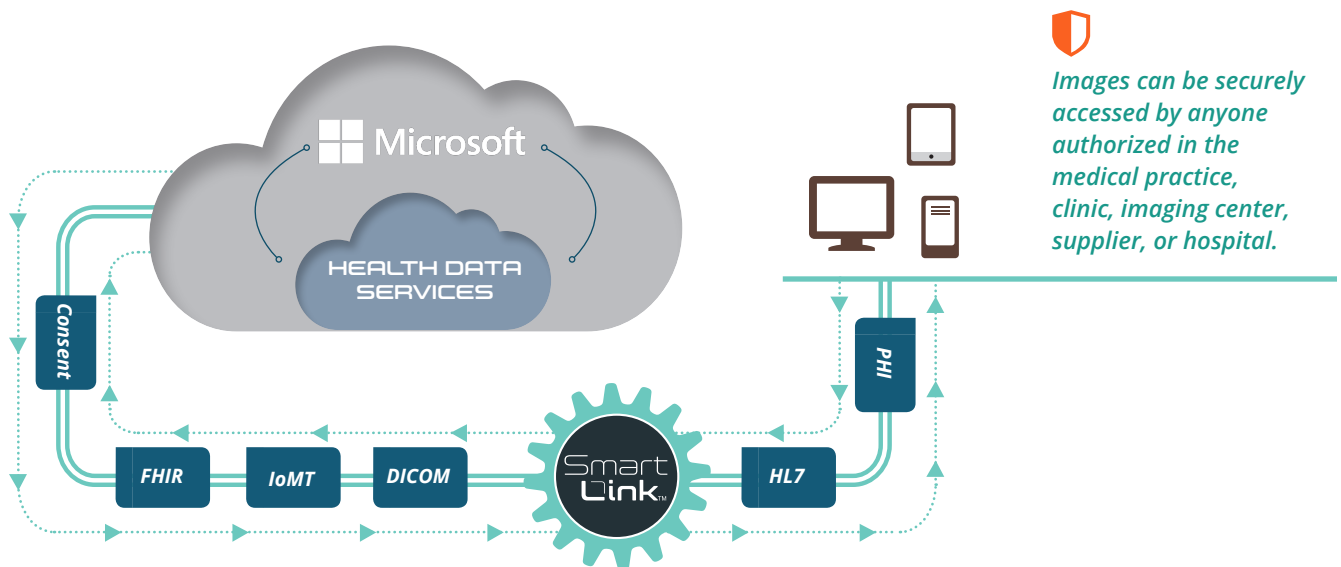 Images can be securely
accessed by anyone
authorized in the
medical practice,
clinic, imaging center,
supplier, or hospital.
Microsoft
HEALTH DATA
SERVICES
Consent
PHI
FHIR
IoMT
DICOM
Smart
Link™
HL7